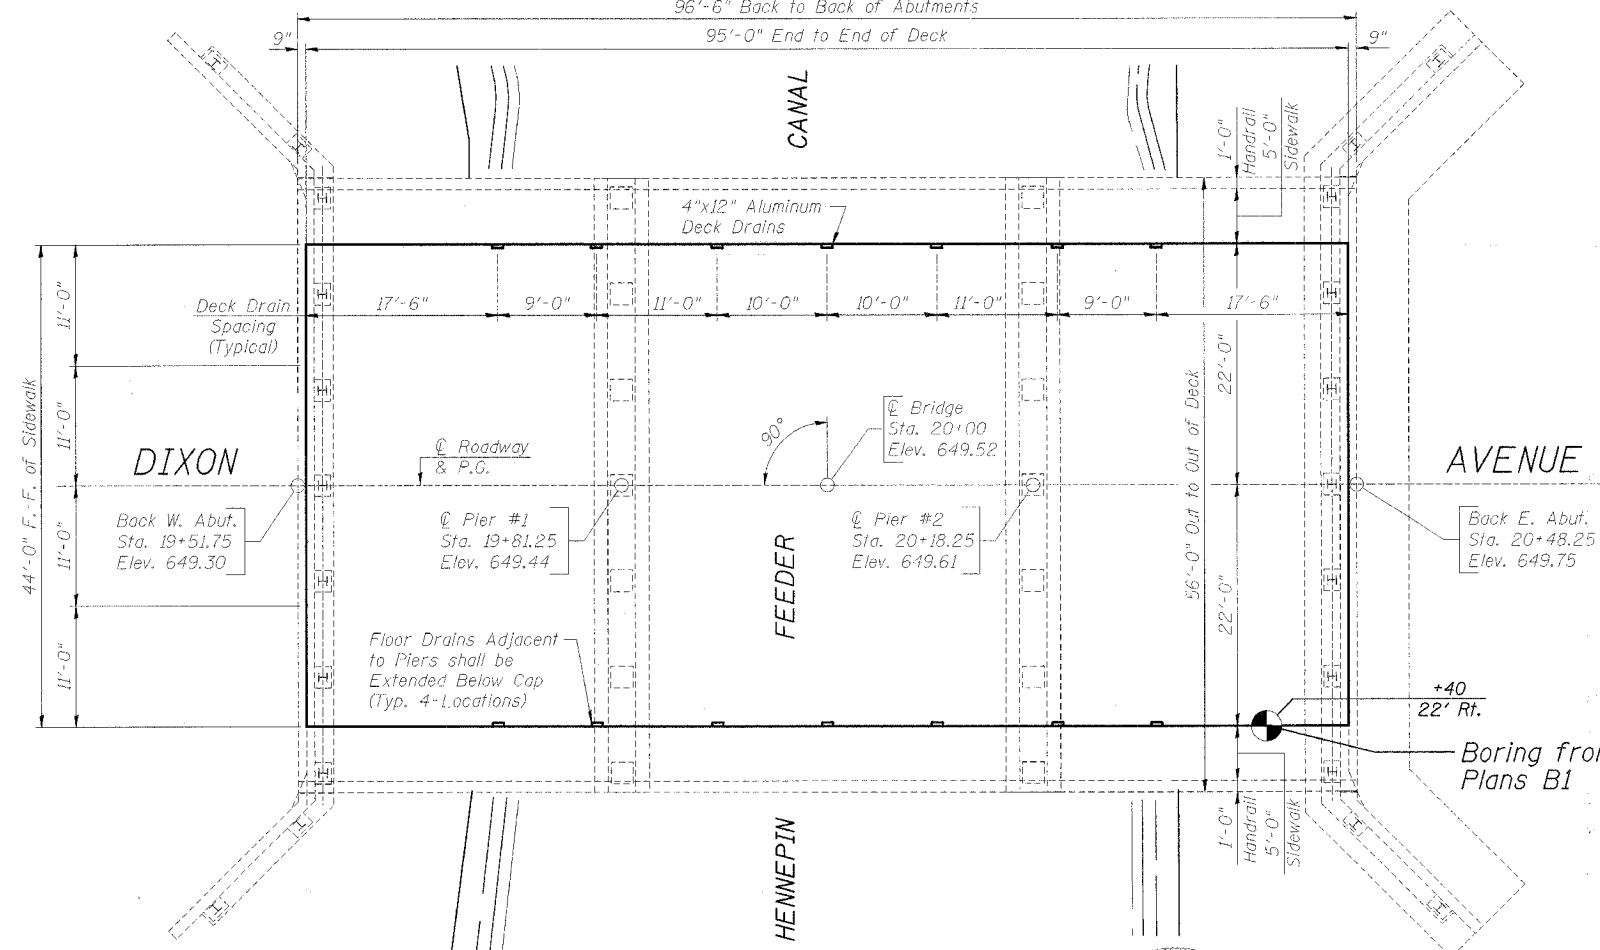 96'-6" Back to Back of Abutments
9"
95'-0" End to End of Deck
9"
CANAL
1'-0"
Handrail
5'-0"
Sidewalk
4"x12" Aluminum
Deck Drains
Deck Drain
Spacing
(Typical)
17'-6"
9'-0"
11'-0"
10'-0"
10'-0"
11'-0"
9'-0"
17'-6"
44'-0" F.-F. of Sidewalk
11'-0"
11'-0"
11'-0"
11'-0"
22'-0"
22'-0"
56'-0" Out to Out of Deck
DIXON
℄ Roadway
& P.G.
90°
℄ Bridge
Sta. 20+00
Elev. 649.52
AVENUE
Back W. Abut.
Sta. 19+51.75
Elev. 649.30
℄ Pier #1
Sta. 19+81.25
Elev. 649.44
FEEDER
℄ Pier #2
Sta. 20+18.25
Elev. 649.61
Back E. Abut.
Sta. 20+48.25
Elev. 649.75
Floor Drains Adjacent
to Piers shall be
Extended Below Cap
(Typ. 4-Locations)
+40
22' Rt.
Boring from
Plans B1
HENNEPIN
1'-0"
Handrail
5'-0"
Sidewalk